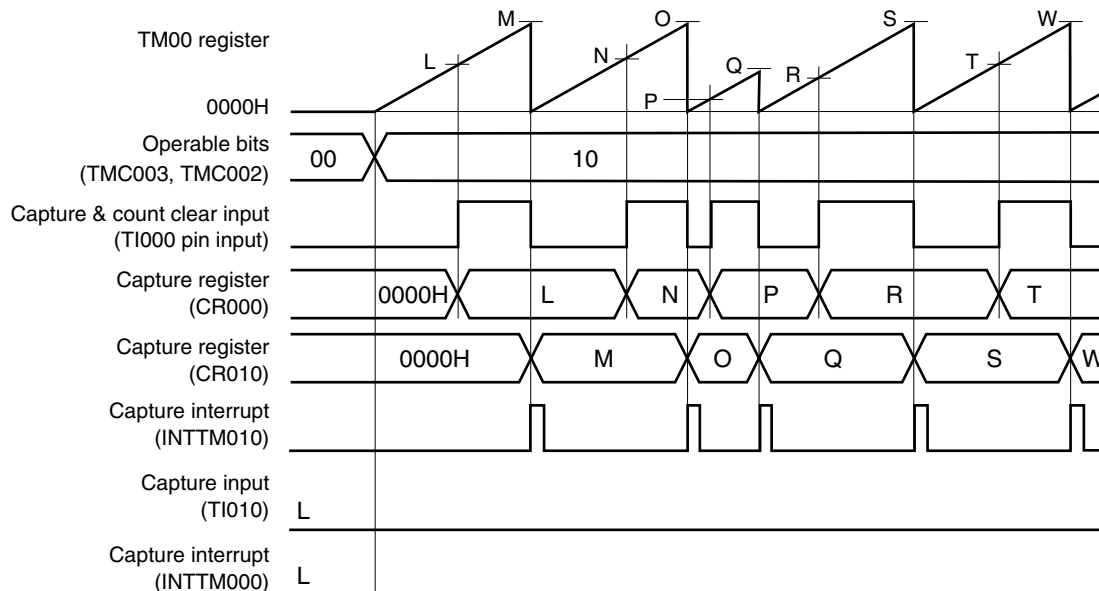 TM00 register
M
O
S
W
L
N
Q
R
T
P
0000H
Operable bits
(TMC003, TMC002)
00
10
Capture & count clear input
(TI000 pin input)
Capture register
(CR000)
0000H
L
N
P
R
T
Capture register
(CR010)
0000H
M
O
Q
S
W
Capture interrupt
(INTTM010)
Capture input
(TI010)
L
Capture interrupt
(INTTM000)
L